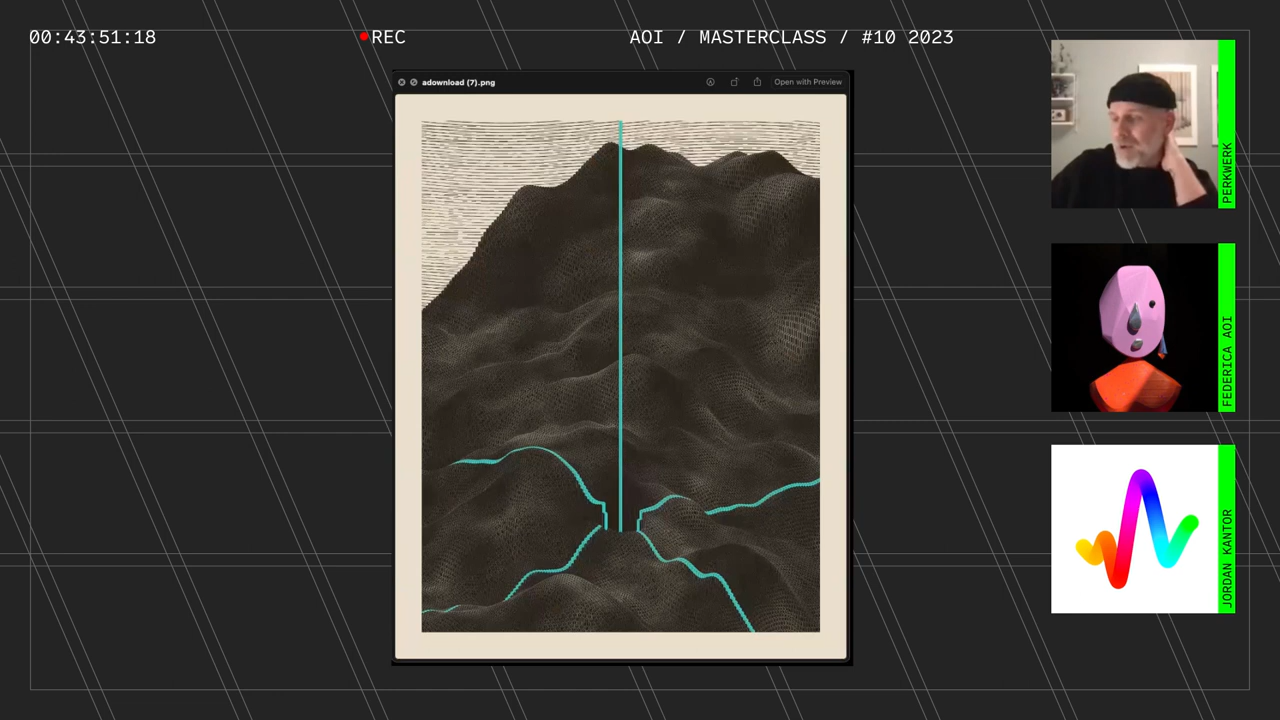 00:43:51:18
REC
AOI / MASTERCLASS / #10 2023
adownload (7).png
Open with Preview
PERKWERK
FEDERICA AOI
JORDAN KANTOR